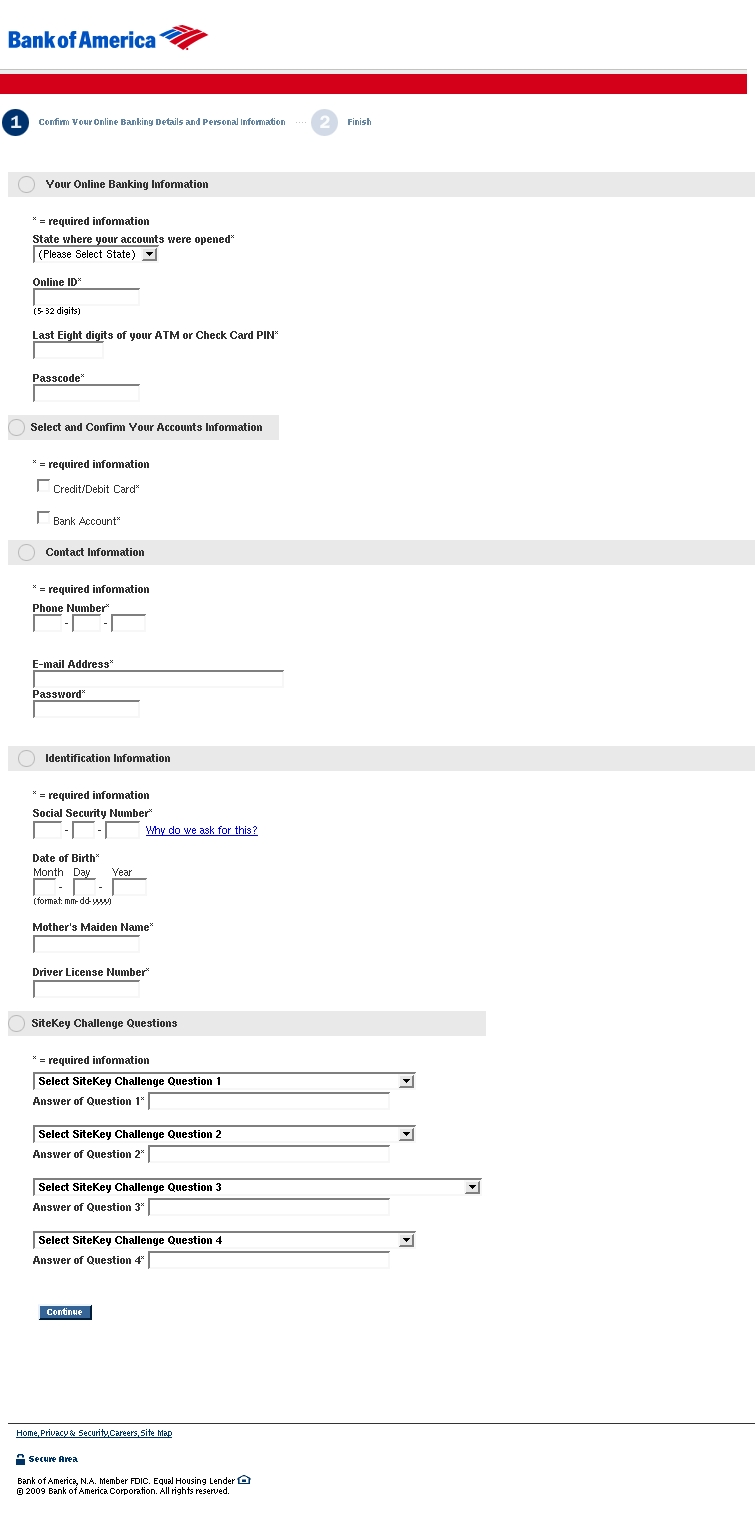 Bank of America
1 Confirm Your Online Banking Details and Personal Information ···· 2 Finish
Your Online Banking Information
* = required information
State where your accounts were opened*
(Please Select State)
Online ID*
(5-32 digits)
Last Eight digits of your ATM or Check Card PIN*
Passcode*
Select and Confirm Your Accounts Information
* = required information
Credit/Debit Card*
Bank Account*
Contact Information
* = required information
Phone Number*
- -
E-mail Address*
Password*
Identification Information
* = required information
Social Security Number*
- - Why do we ask for this?
Date of Birth*
Month Day Year
- -
(format: mm-dd-yyyy)
Mother's Maiden Name*
Driver License Number*
SiteKey Challenge Questions
* = required information
Select SiteKey Challenge Question 1
Answer of Question 1*
Select SiteKey Challenge Question 2
Answer of Question 2*
Select SiteKey Challenge Question 3
Answer of Question 3*
Select SiteKey Challenge Question 4
Answer of Question 4*
Continue
Home,Privacy & Security,Careers,Site Map
Secure Area
Bank of America, N.A. Member FDIC. Equal Housing Lender
© 2009 Bank of America Corporation. All rights reserved.